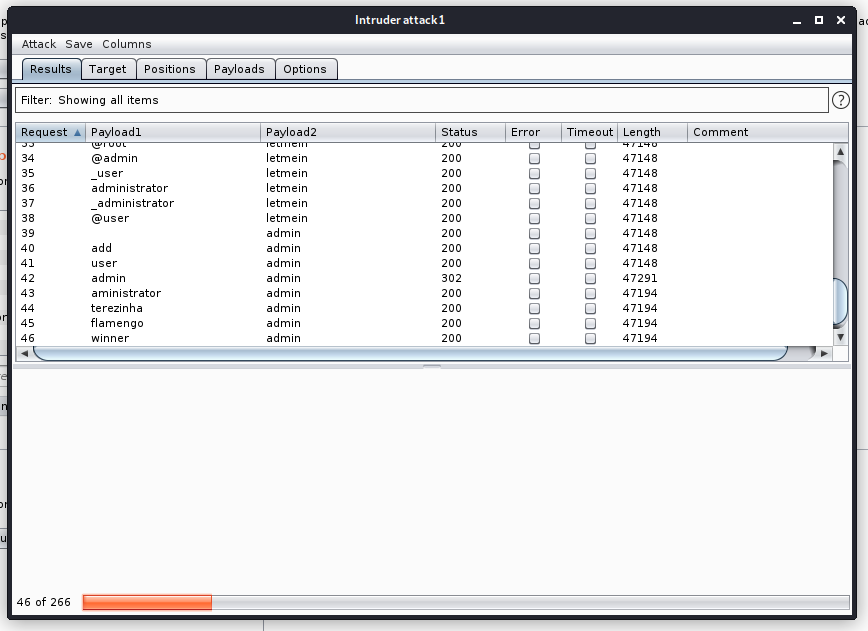 Intruder attack1
Attack Save Columns
Results Target Positions Payloads Options
Filter: Showing all items
?
Request Payload1 Payload2 Status Error Timeout Length Comment
33 @root letmein 200 47148
34 @admin letmein 200 47148
35 _user letmein 200 47148
36 administrator letmein 200 47148
37 _administrator letmein 200 47148
38 @user letmein 200 47148
39 admin 200 47148
40 add admin 200 47148
41 user admin 200 47148
42 admin admin 302 47291
43 aministrator admin 200 47194
44 terezinha admin 200 47194
45 flamengo admin 200 47194
46 winner admin 200 47194
46 of 266